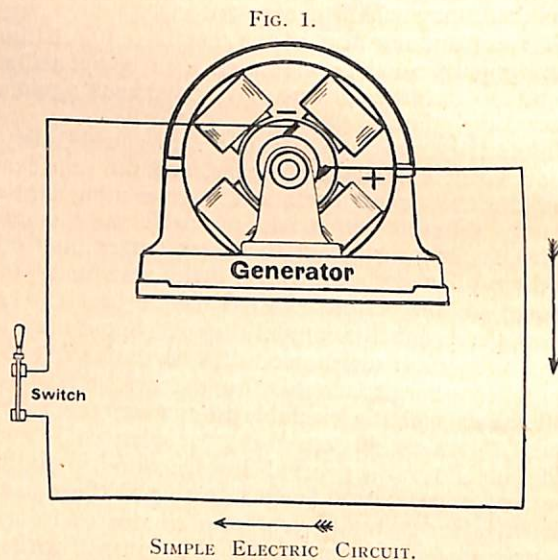 Fig. 1.
−
+
Generator
Switch
Simple Electric Circuit.